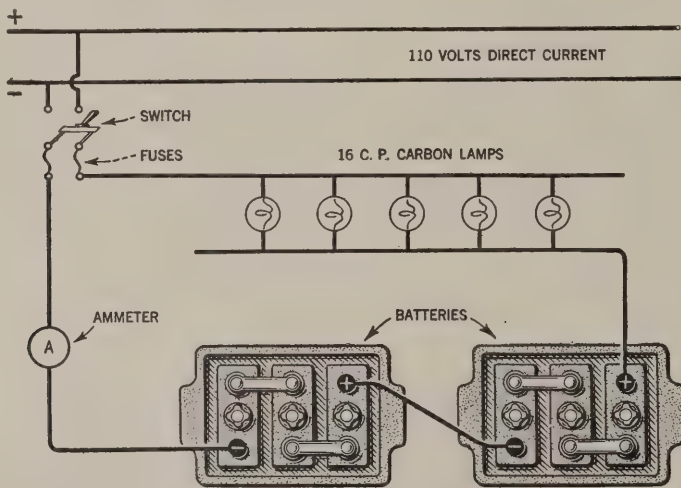 +
110 VOLTS DIRECT CURRENT
-
SWITCH
FUSES
16 C. P. CARBON LAMPS
AMMETER
BATTERIES
A
+
+
-
-